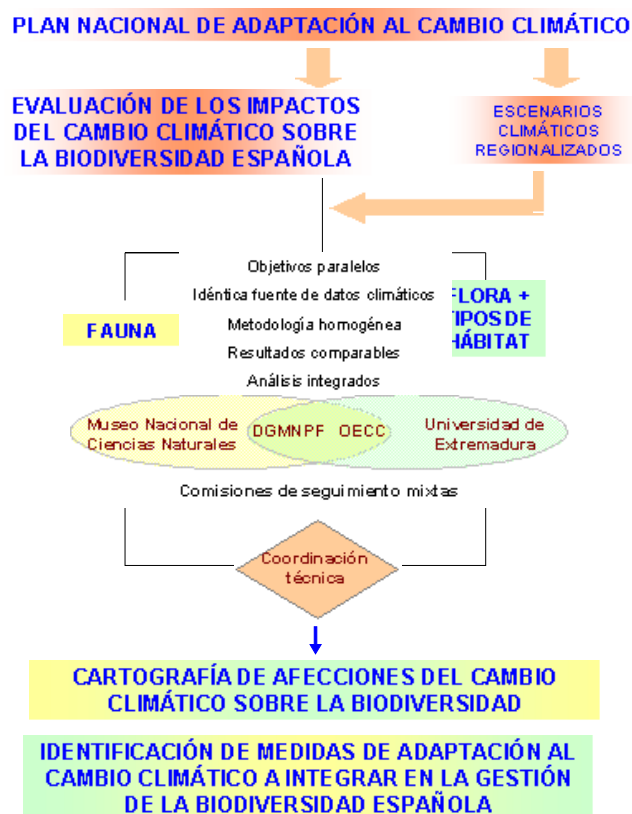 PLAN NACIONAL DE ADAPTACIÓN AL CAMBIO CLIMÁTICO
EVALUACIÓN DE LOS IMPACTOS
DEL CAMBIO CLIMÁTICO SOBRE
LA BIODIVERSIDAD ESPAÑOLA
ESCENARIOS
CLIMÁTICOS
REGIONALIZADOS
Objetivos paralelos
Idéntica fuente de datos climáticos
Metodología homogénea
Resultados comparables
Análisis integrados
FAUNA
FLORA +
TIPOS DE
HÁBITAT
Museo Nacional de
Ciencias Naturales
DGMNPF OECC
Universidad de
Extremadura
Comisiones de seguimiento mixtas
Coordinación
técnica
CARTOGRAFÍA DE AFECCIONES DEL CAMBIO
CLIMÁTICO SOBRE LA BIODIVERSIDAD
IDENTIFICACIÓN DE MEDIDAS DE ADAPTACIÓN AL
CAMBIO CLIMÁTICO A INTEGRAR EN LA GESTIÓN
DE LA BIODIVERSIDAD ESPAÑOLA